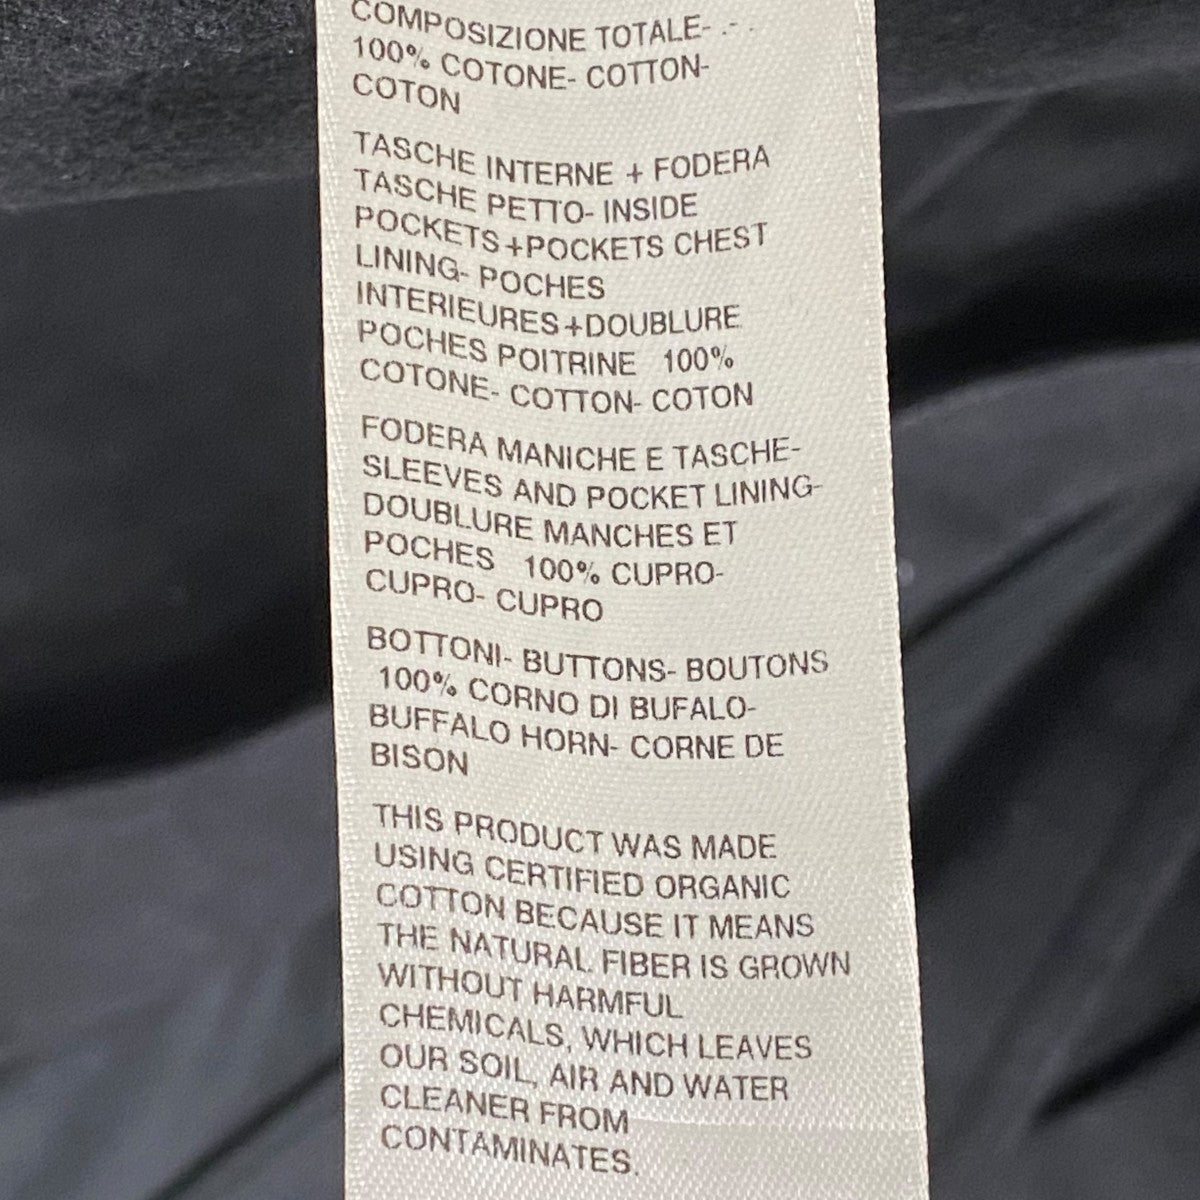 COMPOSIZIONE TOTALE-
100% COTONE- COTTON-
COTON
TASCHE INTERNE + FODERA
TASCHE PETTO- INSIDE
POCKETS+POCKETS CHEST
LINING- POCHES
INTERIEURES+DOUBLURE
POCHES POITRINE 100%
COTONE- COTTON- COTON
FODERA MANICHE E TASCHE-
SLEEVES AND POCKET LINING-
DOUBLURE MANCHES ET
POCHES 100% CUPRO-
CUPRO- CUPRO
BOTTONI- BUTTONS- BOUTONS
100% CORNO DI BUFALO-
BUFFALO HORN- CORNE DE
BISON
THIS PRODUCT WAS MADE
USING CERTIFIED ORGANIC
COTTON BECAUSE IT MEANS
THE NATURAL FIBER IS GROWN
WITHOUT HARMFUL
CHEMICALS, WHICH LEAVES
OUR SOIL, AIR AND WATER
CLEANER FROM
CONTAMINATES.